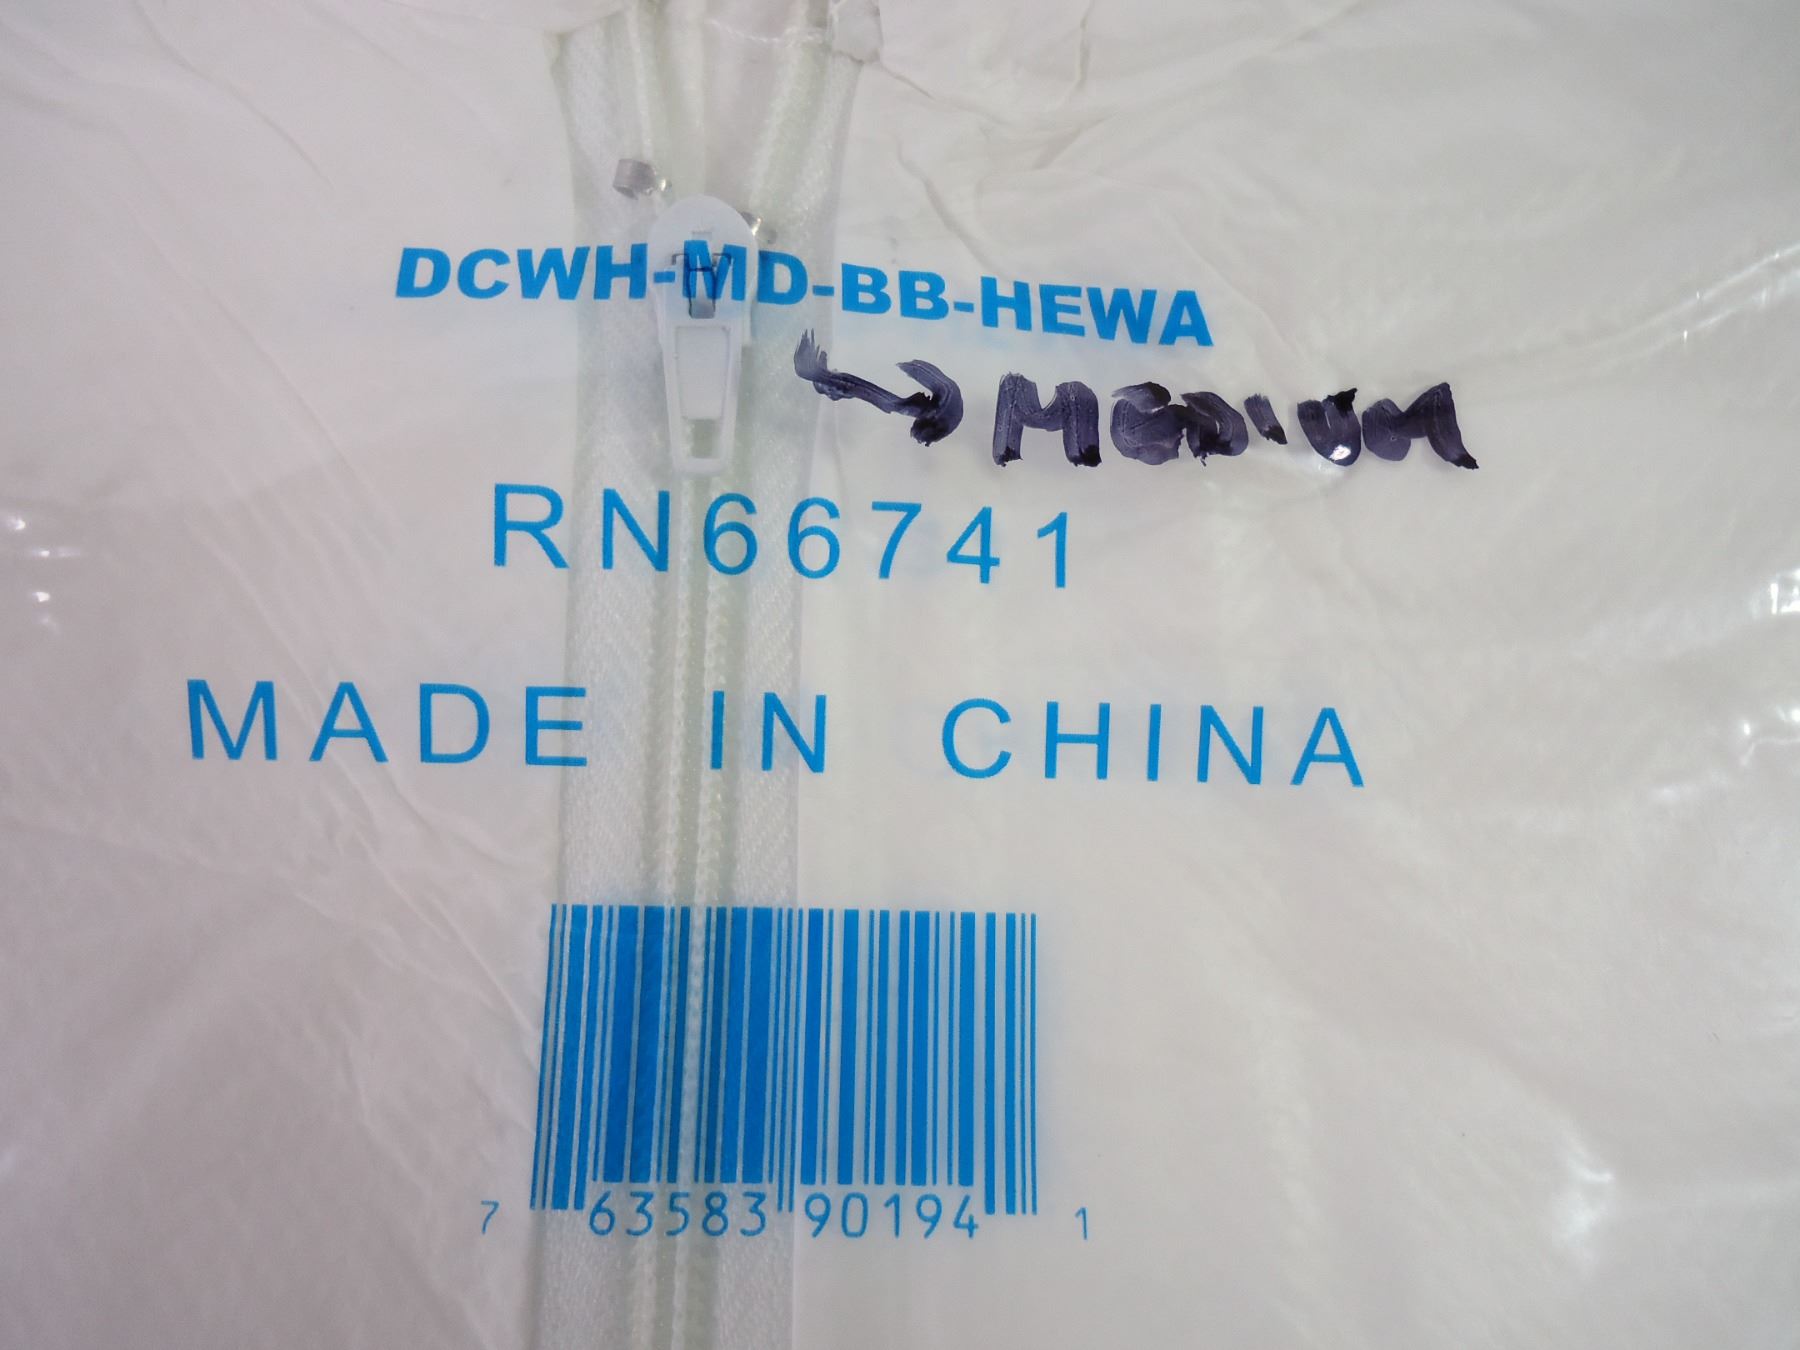 DCWH-MD-BB-HEWA
→ MEDIUM
RN66741
MADE IN CHINA
7 63583 90194 1